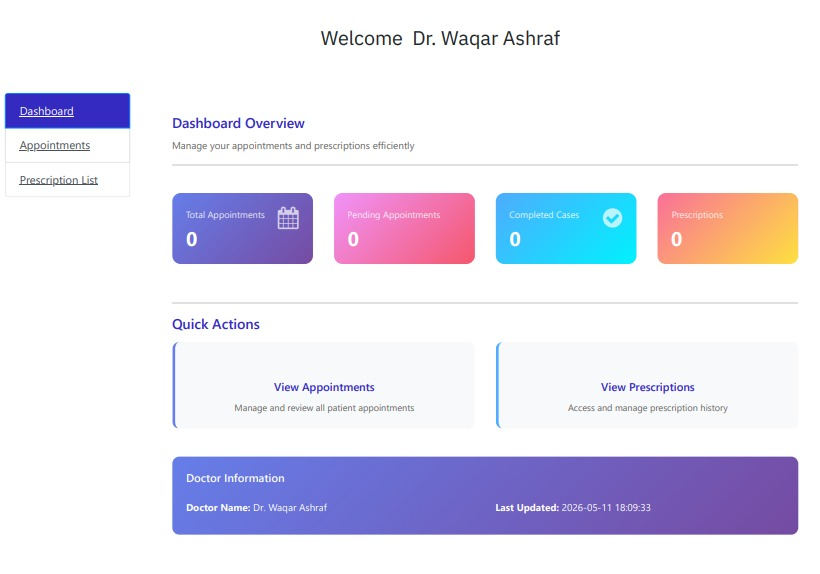 Welcome  Dr. Waqar Ashraf
Dashboard
Appointments
Prescription List
Dashboard Overview
Manage your appointments and prescriptions efficiently
Total Appointments
0
Pending Appointments
0
Completed Cases
0
Prescriptions
0
Quick Actions
View Appointments
Manage and review all patient appointments
View Prescriptions
Access and manage prescription history
Doctor Information
Doctor Name: Dr. Waqar Ashraf
Last Updated: 2026-05-11 18:09:33